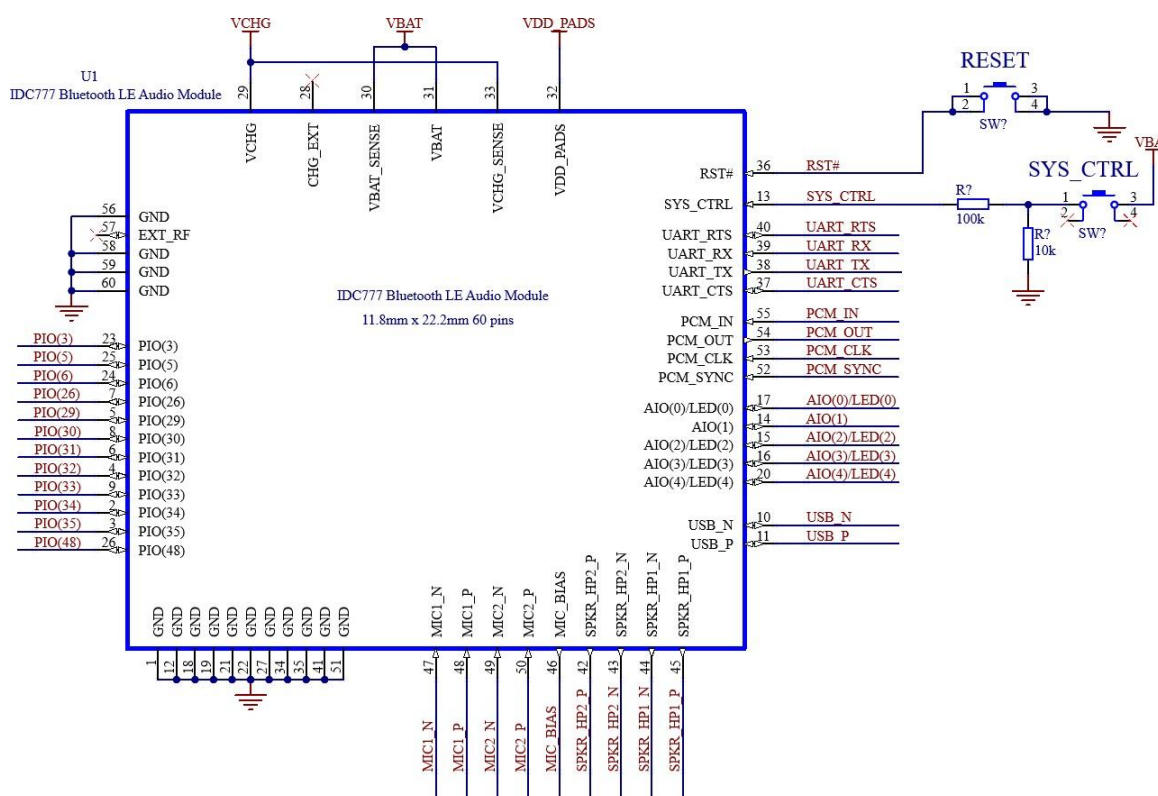 VCHG
VBAT
VDD_PADS
U1
IDC777 Bluetooth LE Audio Module
29
28
30
31
33
32
VCHG
CHG_EXT
VBAT_SENSE
VBAT
VCHG_SENSE
VDD_PADS
RESET
1
2
3
4
SW?
RST# 36 RST#
VBA
SYS_CTRL
1
2
3
4
SW?
SYS_CTRL 13 SYS_CTRL
R?
100k
R?
10k
UART_RTS 40 UART_RTS
UART_RX 39 UART_RX
UART_TX 38 UART_TX
UART_CTS 37 UART_CTS
56 GND
57 EXT_RF
58 GND
59 GND
60 GND
IDC777 Bluetooth LE Audio Module
11.8mm x 22.2mm 60 pins
PCM_IN 55 PCM_IN
PCM_OUT 54 PCM_OUT
PCM_CLK 53 PCM_CLK
PCM_SYNC 52 PCM_SYNC
PIO(3) 23 PIO(3)
PIO(5) 25 PIO(5)
PIO(6) 24 PIO(6)
PIO(26) 7 PIO(26)
PIO(29) 5 PIO(29)
PIO(30) 8 PIO(30)
PIO(31) 6 PIO(31)
PIO(32) 4 PIO(32)
PIO(33) 9 PIO(33)
PIO(34) 2 PIO(34)
PIO(35) 3 PIO(35)
PIO(48) 26 PIO(48)
AIO(0)/LED(0) 17 AIO(0)/LED(0)
AIO(1) 14 AIO(1)
AIO(2)/LED(2) 15 AIO(2)/LED(2)
AIO(3)/LED(3) 16 AIO(3)/LED(3)
AIO(4)/LED(4) 20 AIO(4)/LED(4)
USB_N 10 USB_N
USB_P 11 USB_P
GND
GND
GND
GND
GND
GND
GND
GND
GND
GND
GND
1
12
18
19
21
22
27
34
35
41
51
MIC1_N 47 MIC1_N
MIC1_P 48 MIC1_P
MIC2_N 49 MIC2_N
MIC2_P 50 MIC2_P
MIC_BIAS 46 MIC_BIAS
SPKR_HP2_P 42 SPKR_HP2_P
SPKR_HP2_N 43 SPKR_HP2_N
SPKR_HP1_N 44 SPKR_HP1_N
SPKR_HP1_P 45 SPKR_HP1_P